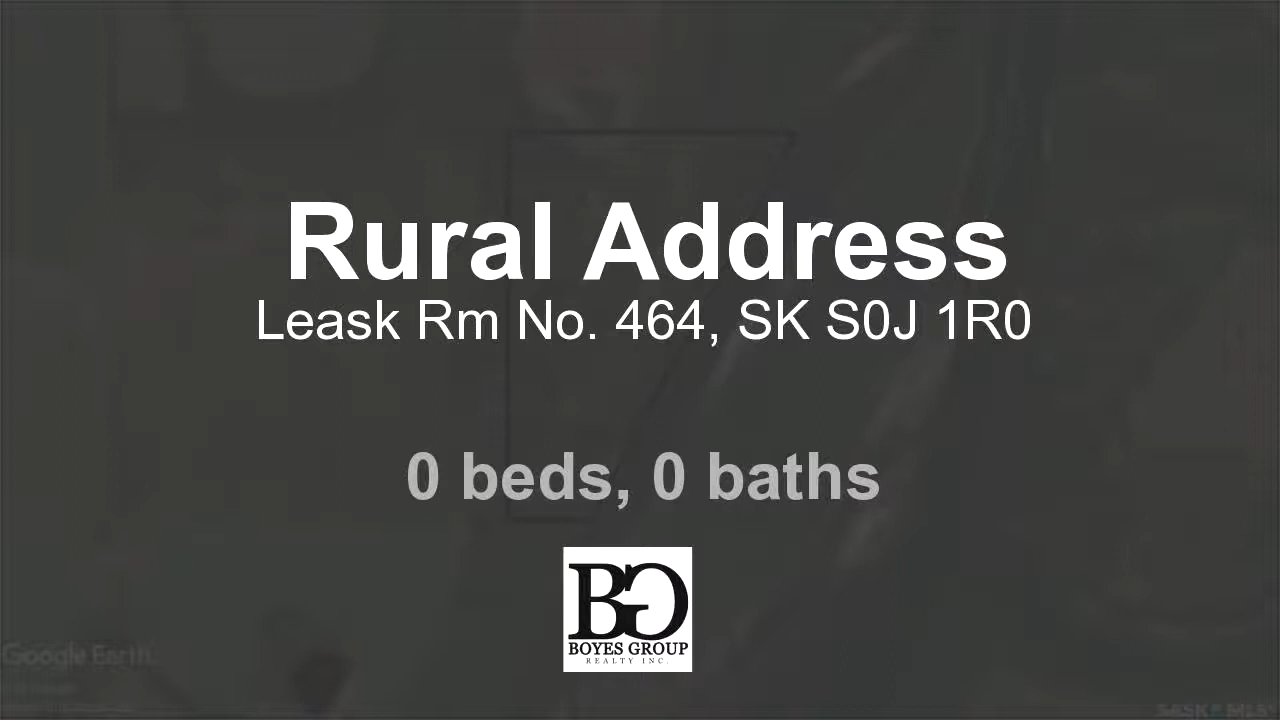 Rural Address
Leask Rm No. 464, SK S0J 1R0
0 beds, 0 baths
BG
BOYES GROUP
REALTY INC.
Google Earth